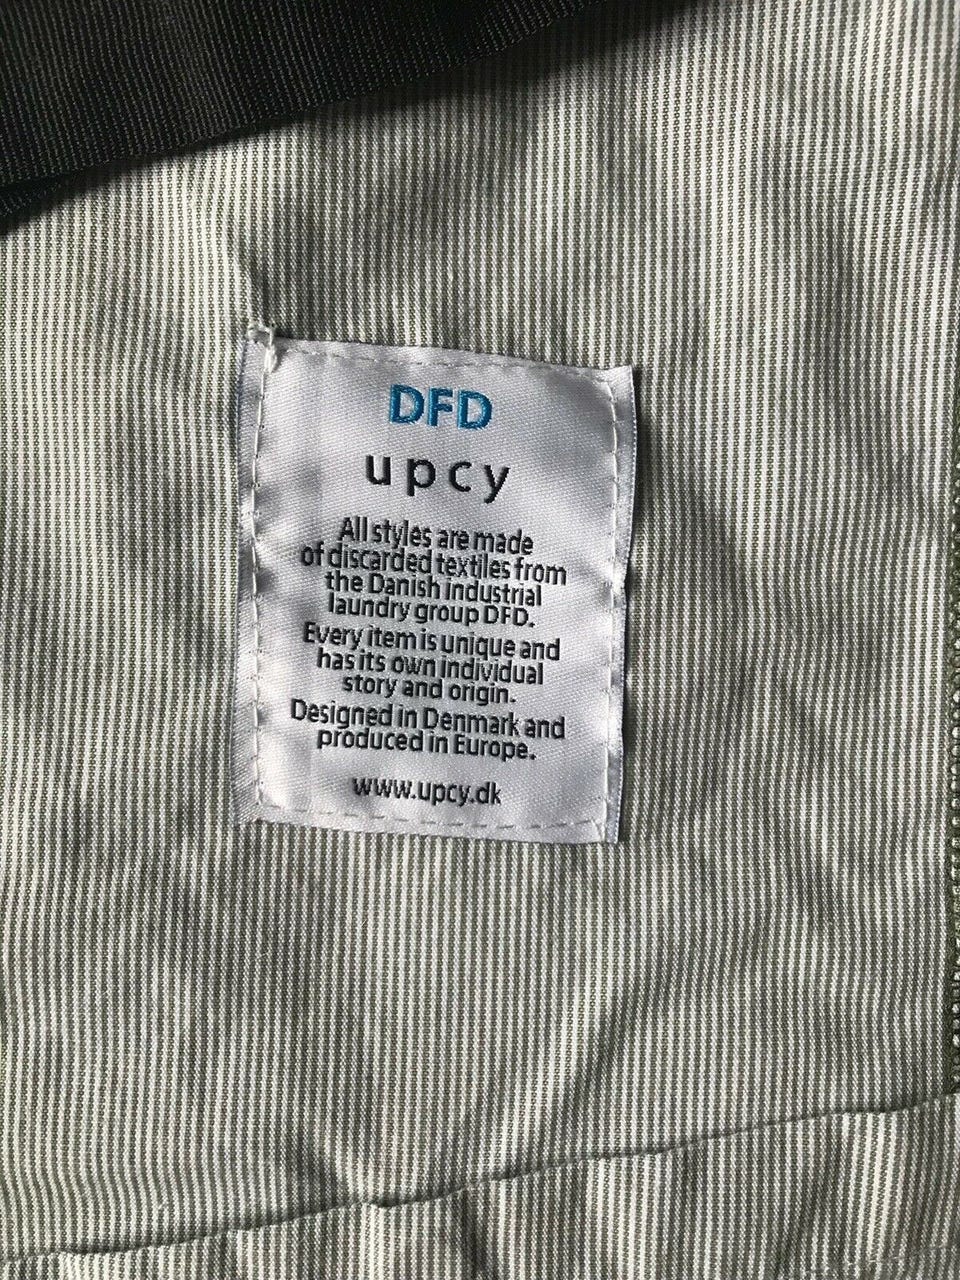 DFD
upcy
All styles are made
of discarded textiles from
the Danish industrial
laundry group DFD.
Every item is unique and
has its own individual
story and origin.
Designed in Denmark and
produced in Europe.
www.upcy.dk